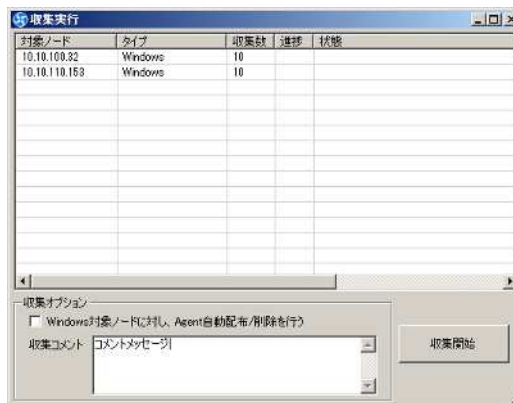 収集実行
対象ノード タイプ 収集数 進捗 状態
10.10.100.32 Windows 10
10.10.110.153 Windows 10
収集オプション
Windows対象ノードに対し、Agent自動配布/削除を行う
収集コメント コメントメッセージ
収集開始